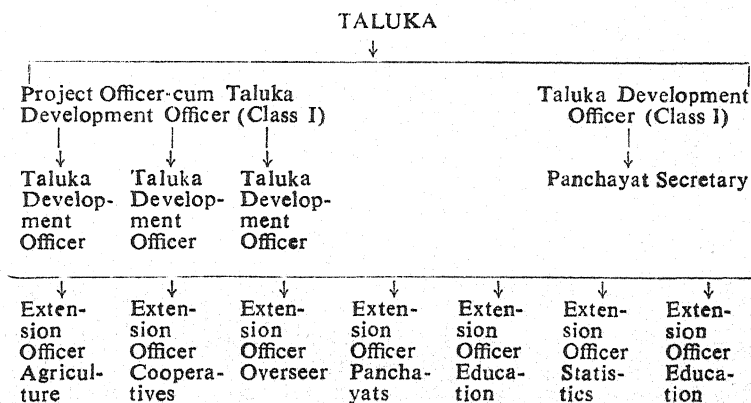 TALUKA
Project Officer-cum Taluka
Development Officer (Class I)
Taluka Development
Officer (Class I)
Taluka
Develop-
ment
Officer
Taluka
Develop-
ment
Officer
Taluka
Develop-
ment
Officer
Panchayat Secretary
Exten-
sion
Officer
Agricul-
ture
Exten-
sion
Officer
Coopera-
tives
Exten-
sion
Officer
Overseer
Exten-
sion
Officer
Pancha-
yats
Exten-
sion
Officer
Educa-
tion
Exten-
sion
Officer
Statis-
tics
Exten-
sion
Officer
Educa-
tion